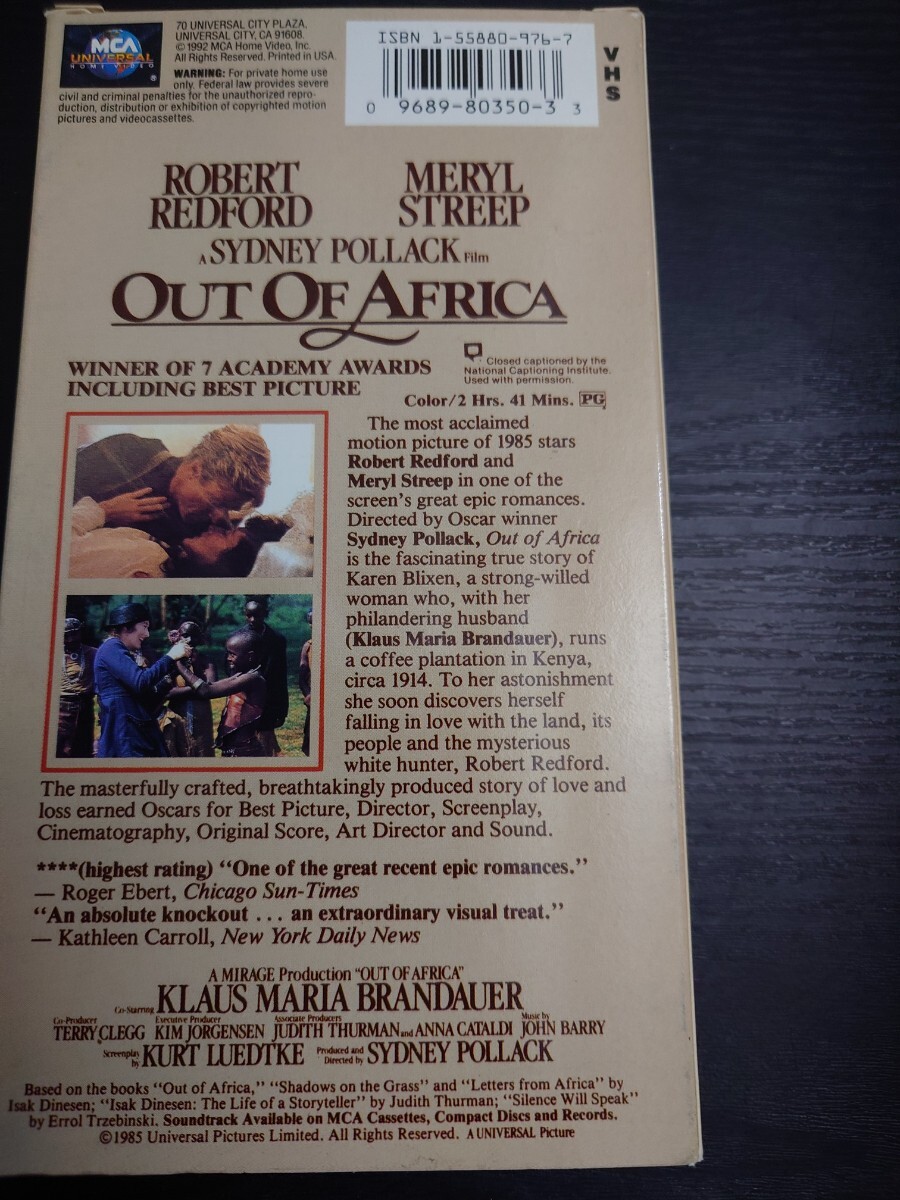 MCA
UNIVERSAL
HOME VIDEO
®
70 UNIVERSAL CITY PLAZA,
UNIVERSAL CITY, CA 91608.
© 1992 MCA Home Video, Inc.
All Rights Reserved. Printed in USA.
WARNING: For private home use
only. Federal law provides severe
civil and criminal penalties for the unauthorized repro-
duction, distribution or exhibition of copyrighted motion
pictures and videocassettes.
ISBN 1-55880-976-7
0 9689-80350-3 3
VHS
ROBERT REDFORD
MERYL STREEP
A SYDNEY POLLACK Film
OUT OF AFRICA
WINNER OF 7 ACADEMY AWARDS
INCLUDING BEST PICTURE
Closed captioned by the
National Captioning Institute.
Used with permission.
Color/2 Hrs. 41 Mins. PG
The most acclaimed
motion picture of 1985 stars
Robert Redford and
Meryl Streep in one of the
screen's great epic romances.
Directed by Oscar winner
Sydney Pollack, Out of Africa
is the fascinating true story of
Karen Blixen, a strong-willed
woman who, with her
philandering husband
(Klaus Maria Brandauer), runs
a coffee plantation in Kenya,
circa 1914. To her astonishment
she soon discovers herself
falling in love with the land, its
people and the mysterious
white hunter, Robert Redford.
The masterfully crafted, breathtakingly produced story of love and
loss earned Oscars for Best Picture, Director, Screenplay,
Cinematography, Original Score, Art Director and Sound.
****(highest rating) "One of the great recent epic romances."
— Roger Ebert, Chicago Sun-Times
"An absolute knockout . . . an extraordinary visual treat."
— Kathleen Carroll, New York Daily News
A MIRAGE Production "OUT OF AFRICA"
Co-Starring KLAUS MARIA BRANDAUER
Co-Producer TERRY CLEGG Executive Producer KIM JORGENSEN Associate Producers JUDITH THURMAN and ANNA CATALDI Music by JOHN BARRY
Screenplay by KURT LUEDTKE Produced and Directed by SYDNEY POLLACK
Based on the books "Out of Africa," "Shadows on the Grass" and "Letters from Africa" by
Isak Dinesen; "Isak Dinesen: The Life of a Storyteller" by Judith Thurman; "Silence Will Speak"
by Errol Trzebinski. Soundtrack Available on MCA Cassettes, Compact Discs and Records.
©1985 Universal Pictures Limited. All Rights Reserved. A UNIVERSAL Picture